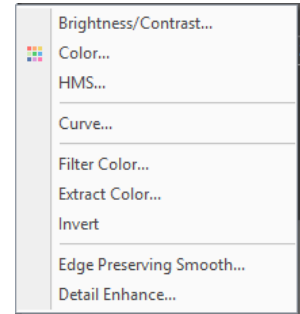 Brightness/Contrast...
Color...
HMS...
Curve...
Filter Color...
Extract Color...
Invert
Edge Preserving Smooth...
Detail Enhance...